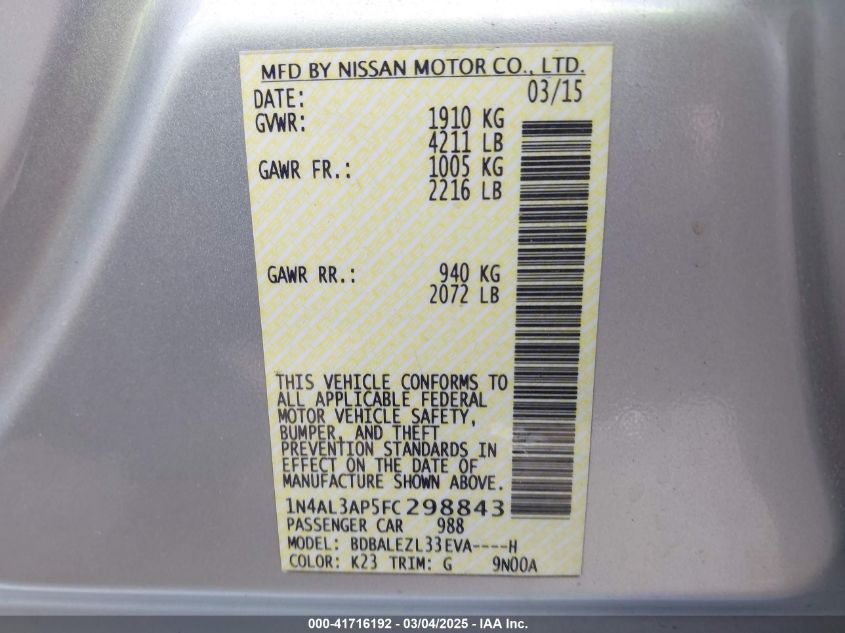 MFD BY NISSAN MOTOR CO., LTD.
DATE: 03/15
GVWR: 1910 KG
4211 LB
GAWR FR.: 1005 KG
2216 LB
GAWR RR.: 940 KG
2072 LB
THIS VEHICLE CONFORMS TO
ALL APPLICABLE FEDERAL
MOTOR VEHICLE SAFETY,
BUMPER, AND THEFT
PREVENTION STANDARDS IN
EFFECT ON THE DATE OF
MANUFACTURE SHOWN ABOVE.
1N4AL3AP5FC298843
PASSENGER CAR 988
MODEL: BDBALEZL33EVA----H
COLOR: K23 TRIM: G 9N00A
000-41716192 — 03/04/2025 — IAA Inc.